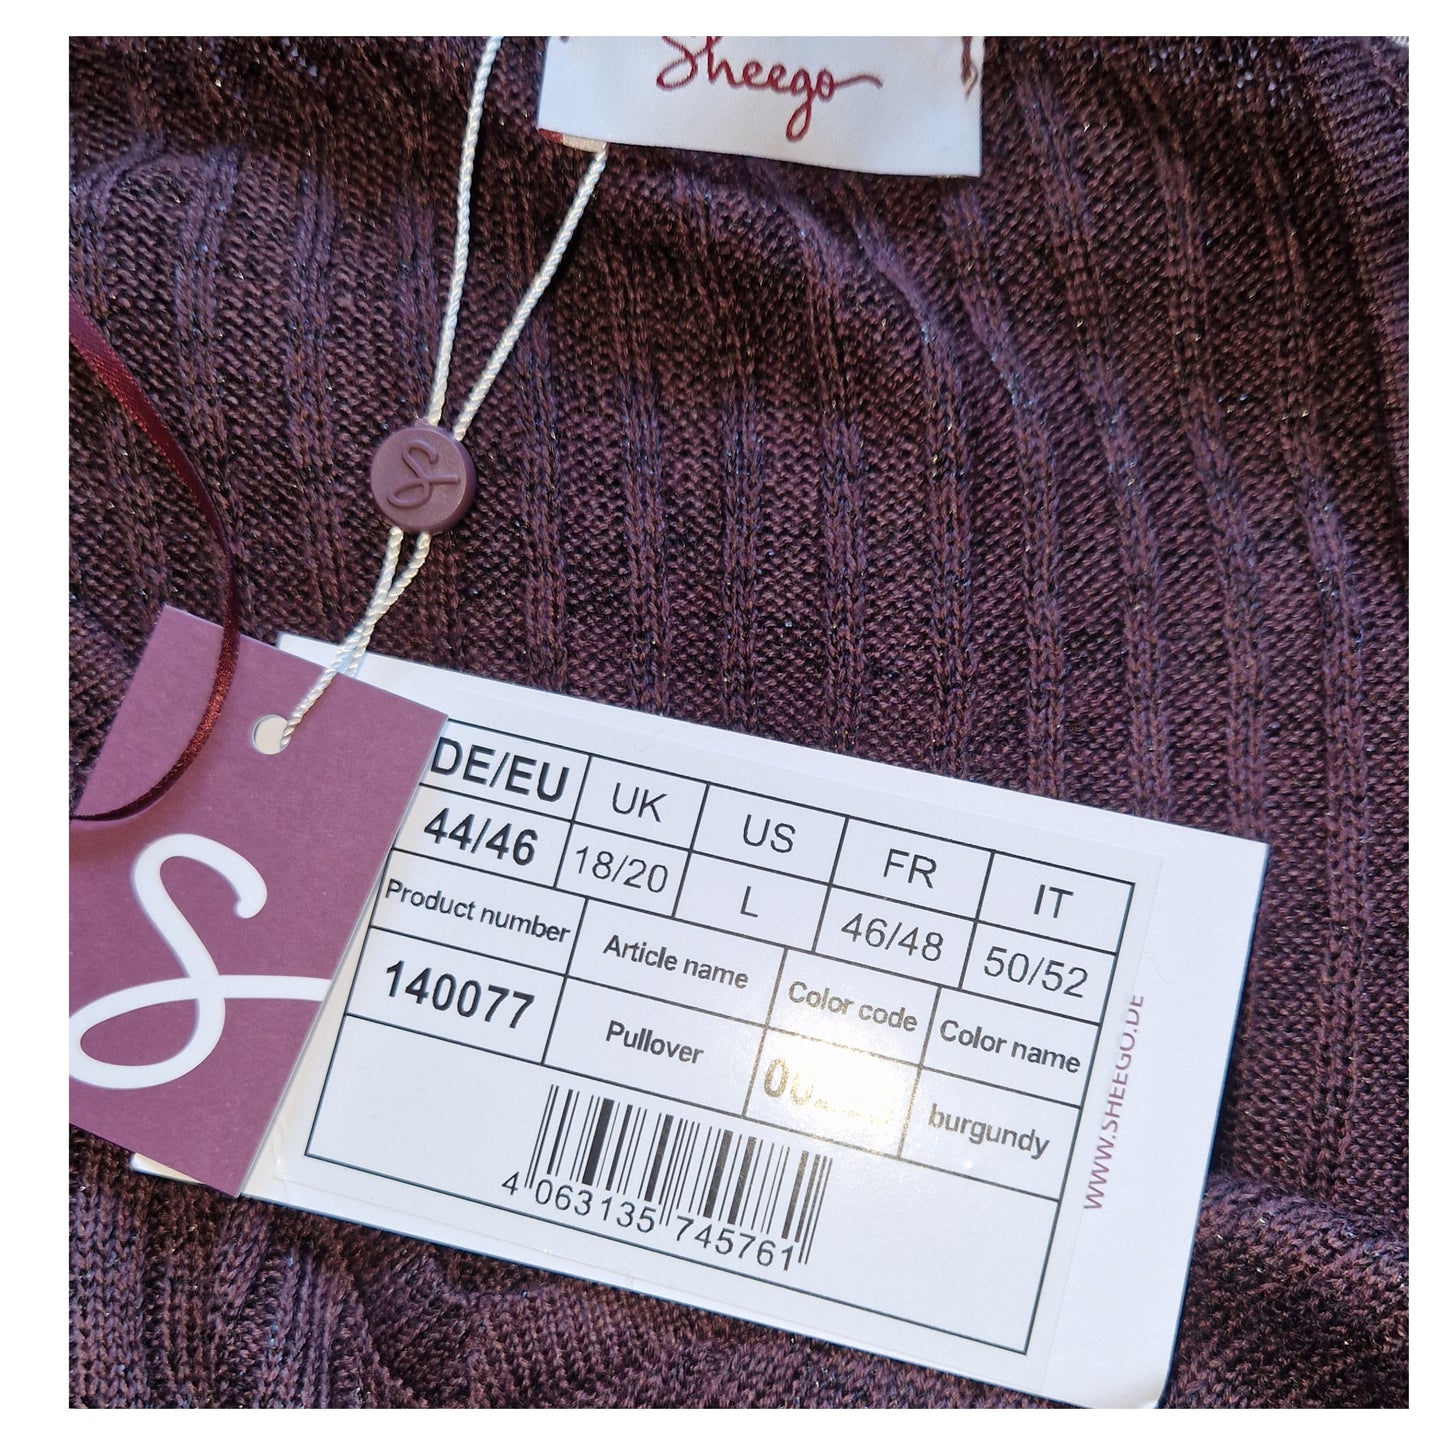 Sheego
DE/EU UK US FR IT
44/46 18/20 L 46/48 50/52
Product number Article name Color code Color name
140077 Pullover burgundy
4 063135 745761
WWW.SHEEGO.DE